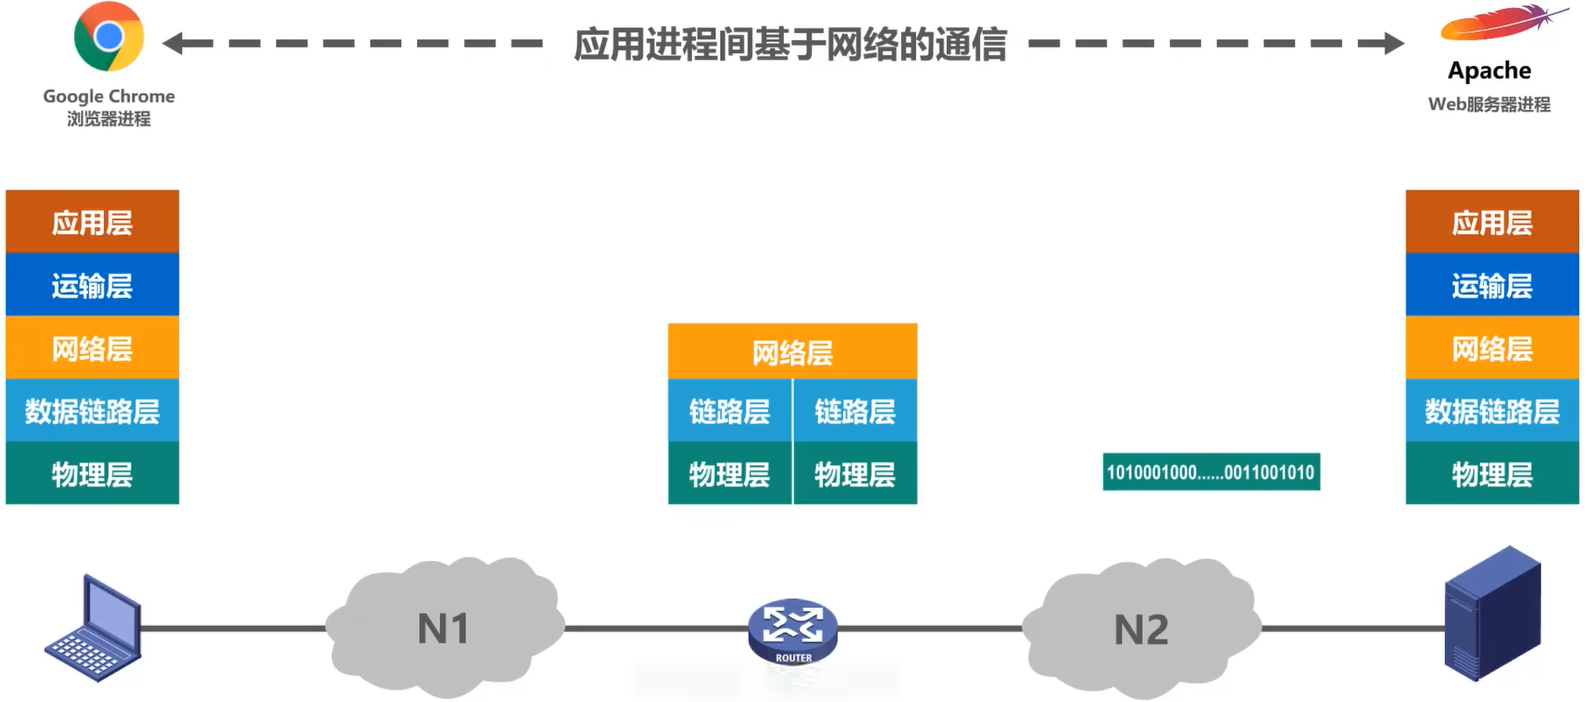 应用进程间基于网络的通信
Google Chrome
浏览器进程
Apache
Web服务器进程
应用层
运输层
网络层
数据链路层
物理层
网络层
链路层 链路层
物理层 物理层
1010001000......0011001010
应用层
运输层
网络层
数据链路层
物理层
N1
ROUTER
N2